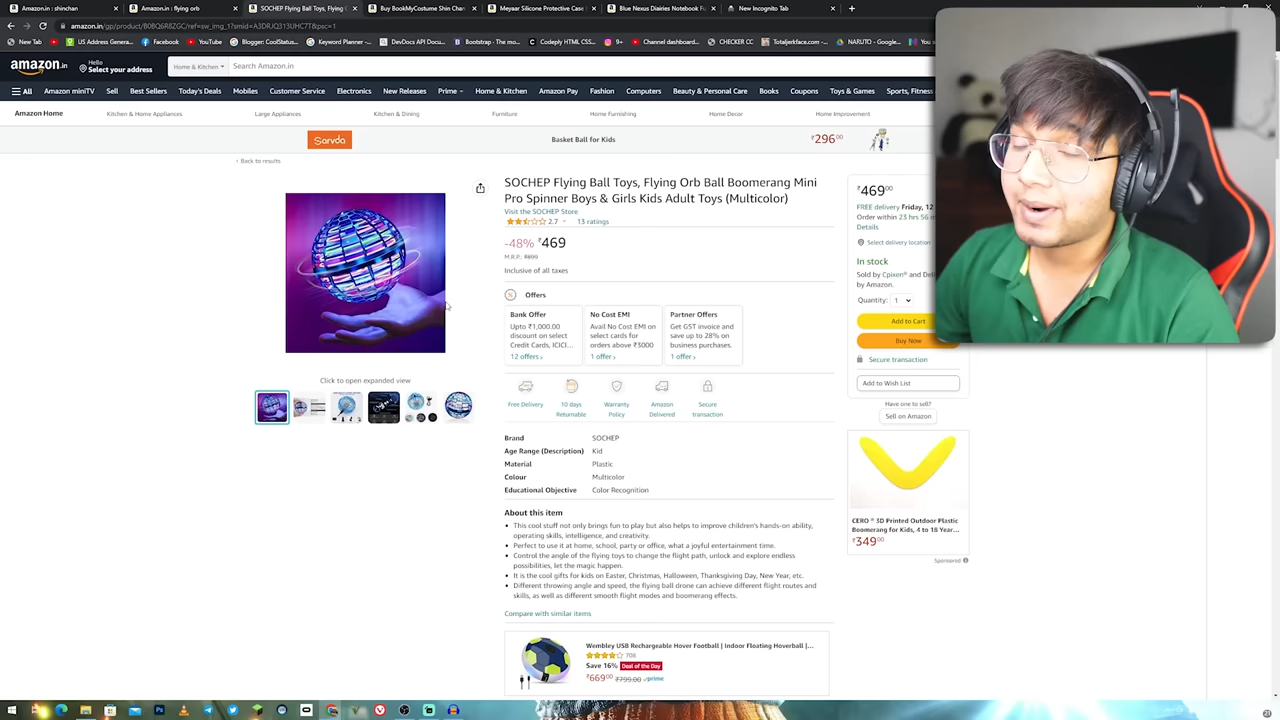 Amazon.in : shinchan
Amazon.in : flying orb
SOCHEP Flying Ball Toys, Flying O
Buy BookMyCostume Shin Chan
Meyaar Silicone Protective Case
Blue Nexus Dairies Notebook Fu
New Incognito Tab
amazon.in/gp/product/B0BQ6R8ZGC/ref=ew_img_1?smid=A3DRJQ313UHC7T&psc=1
New Tab
US Address Genera...
Facebook
YouTube
Blogger: CoolStatus...
Keyword Planner -...
DevDocs API Docu...
Bootstrap - The mo...
Codeply HTML CSS...
9+
Channel dashboard...
CHECKER CC
Totaljerkface.com -...
NARUTO - Google...
You s
amazon.in
Hello
Select your address
Home & Kitchen
Search Amazon.in
All
Amazon miniTV
Sell
Best Sellers
Today's Deals
Mobiles
Customer Service
Electronics
New Releases
Prime
Home & Kitchen
Amazon Pay
Fashion
Computers
Beauty & Personal Care
Books
Coupons
Toys & Games
Sports, Fitness
Amazon Home
Kitchen & Home Appliances
Large Appliances
Kitchen & Dining
Furniture
Home Furnishing
Home Decor
Home Improvement
Sarvda
Basket Ball for Kids
₹296⁰⁰
‹ Back to results
SOCHEP Flying Ball Toys, Flying Orb Ball Boomerang Mini
Pro Spinner Boys & Girls Kids Adult Toys (Multicolor)
Visit the SOCHEP Store
2.7
13 ratings
-48% ₹469
M.R.P.: ₹899
Inclusive of all taxes
Offers
Bank Offer
Upto ₹1,000.00
discount on select
Credit Cards, ICICI...
12 offers ›
No Cost EMI
Avail No Cost EMI on
select cards for
orders above ₹3000
1 offer ›
Partner Offers
Get GST invoice and
save up to 28% on
business purchases.
1 offer ›
Click to open expanded view
Free Delivery
10 days
Returnable
Warranty
Policy
Amazon
Delivered
Secure
transaction
Brand SOCHEP
Age Range (Description) Kid
Material Plastic
Colour Multicolor
Educational Objective Color Recognition
About this item
• This cool stuff not only brings fun to play but also helps to improve children's hands-on ability,
operating skills, intelligence, and creativity.
• Perfect to use it at home, school, party or office, what a joyful entertainment time.
• Control the angle of the flying toys to change the flight path, unlock and explore endless
possibilities, let the magic happen.
• It is the cool gifts for kids on Easter, Christmas, Halloween, Thanksgiving Day, New Year, etc.
• Different throwing angle and speed, the flying ball drone can achieve different flight routes and
skills, as well as different smooth flight modes and boomerang effects.
Compare with similar items
Wembley USB Rechargeable Hover Football | Indoor Floating Hoverball |...
708
Save 16% Deal of the Day
₹669⁰⁰ ₹799.00 prime
₹469⁰⁰
FREE delivery Friday, 12
Order within 23 hrs 56 m
Details
Select delivery location
In stock
Sold by Cpixen® and Deli
by Amazon.
Quantity: 1
Add to Cart
Buy Now
Secure transaction
Add to Wish List
Have one to sell?
Sell on Amazon
CERO ® 3D Printed Outdoor Plastic
Boomerang for Kids, 4 to 18 Year...
₹349⁰⁰
Sponsored